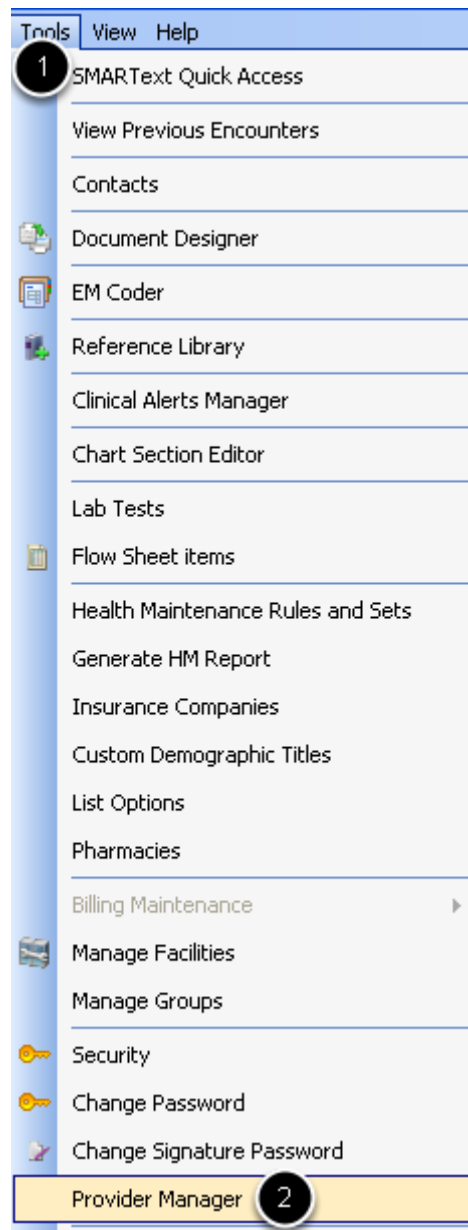 Tools View Help
1
SMARText Quick Access
View Previous Encounters
Contacts
Document Designer
EM Coder
Reference Library
Clinical Alerts Manager
Chart Section Editor
Lab Tests
Flow Sheet items
Health Maintenance Rules and Sets
Generate HM Report
Insurance Companies
Custom Demographic Titles
List Options
Pharmacies
Billing Maintenance
Manage Facilities
Manage Groups
Security
Change Password
Change Signature Password
Provider Manager 2